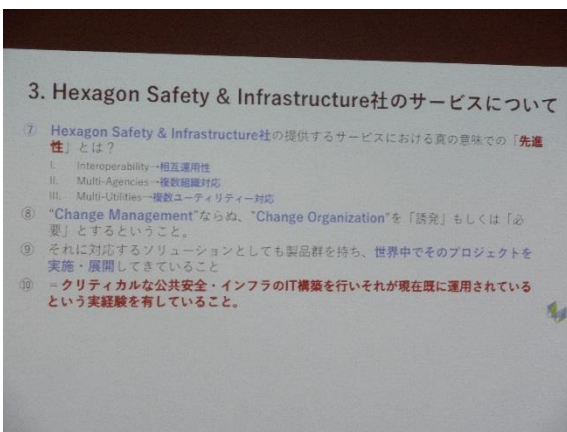 3. Hexagon Safety & Infrastructure社のサービスについて
⑦ Hexagon Safety & Infrastructure社の提供するサービスにおける真の意味での「先進
性」とは？
I. Interoperability→相互運用性
II. Multi-Agencies→複数組織対応
III. Multi-Utilities→複数ユーティリティー対応
⑧ “Change Management”ならぬ、”Change Organization”を「誘発」もしくは「必
要」とするということ。
⑨ それに対応するソリューションとしても製品群を持ち、世界中でそのプロジェクトを
実施・展開してきていること
⑩ =クリティカルな公共安全・インフラのIT構築を行いそれが現在既に運用されている
という実経験を有していること。